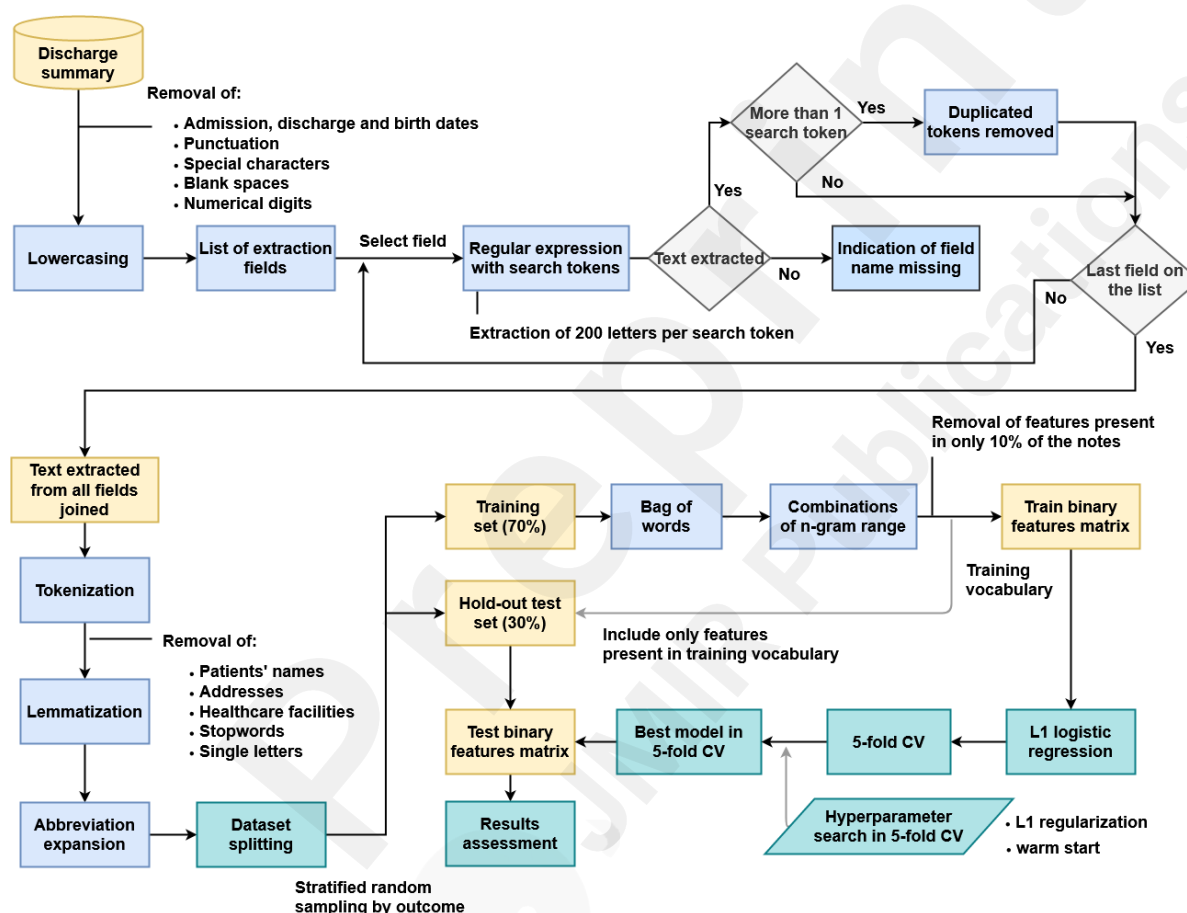 Discharge
summary
Removal of:
• Admission, discharge and birth dates
• Punctuation
• Special characters
• Blank spaces
• Numerical digits
Lowercasing
List of extraction
fields
Select field
Regular expression
with search tokens
Extraction of 200 letters per search token
Text extracted
Yes
No
Indication of field
name missing
More than 1
search token
Yes
No
Duplicated
tokens removed
Last field on
the list
No
Yes
Text extracted
from all fields
joined
Tokenization
Removal of:
• Patients' names
• Addresses
• Healthcare facilities
• Stopwords
• Single letters
Lemmatization
Abbreviation
expansion
Dataset
splitting
Stratified random
sampling by outcome
Training
set (70%)
Bag of
words
Combinations
of n-gram range
Removal of features present
in only 10% of the notes
Train binary
features matrix
Training
vocabulary
Hold-out test
set (30%)
Include only features
present in training vocabulary
Test binary
features matrix
Best model in
5-fold CV
5-fold CV
L1 logistic
regression
Results
assessment
Hyperparameter
search in 5-fold CV
• L1 regularization
• warm start
Preprin
JMIR Publications